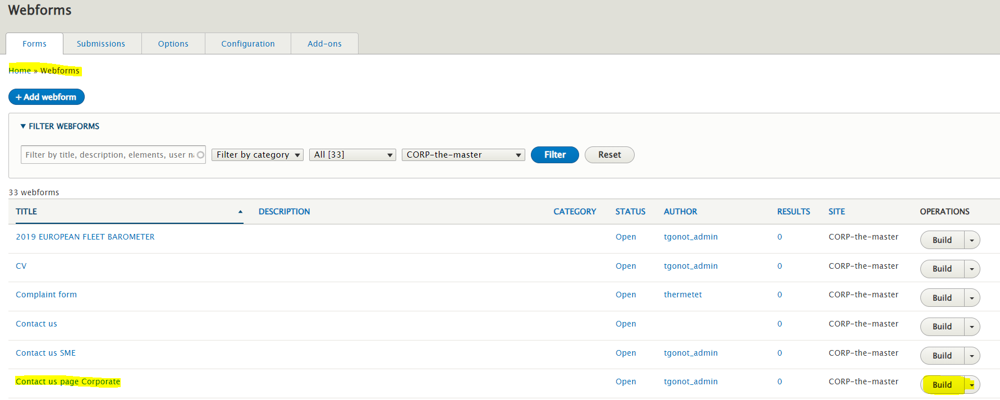 Webforms
Forms Submissions Options Configuration Add-ons
Home » Webforms
+ Add webform
▼ FILTER WEBFORMS
Filter by title, description, elements, user n Filter by category ▼ All [33] ▼ CORP-the-master ▼ Filter Reset
33 webforms
TITLE ▲ DESCRIPTION CATEGORY STATUS AUTHOR RESULTS SITE OPERATIONS
2019 EUROPEAN FLEET BAROMETER Open tgonot_admin 0 CORP-the-master Build
CV Open tgonot_admin 0 CORP-the-master Build
Complaint form Open thermetet 0 CORP-the-master Build
Contact us Open 0 CORP-the-master Build
Contact us SME Open tgonot_admin 0 CORP-the-master Build
Contact us page Corporate Open tgonot_admin 0 CORP-the-master Build